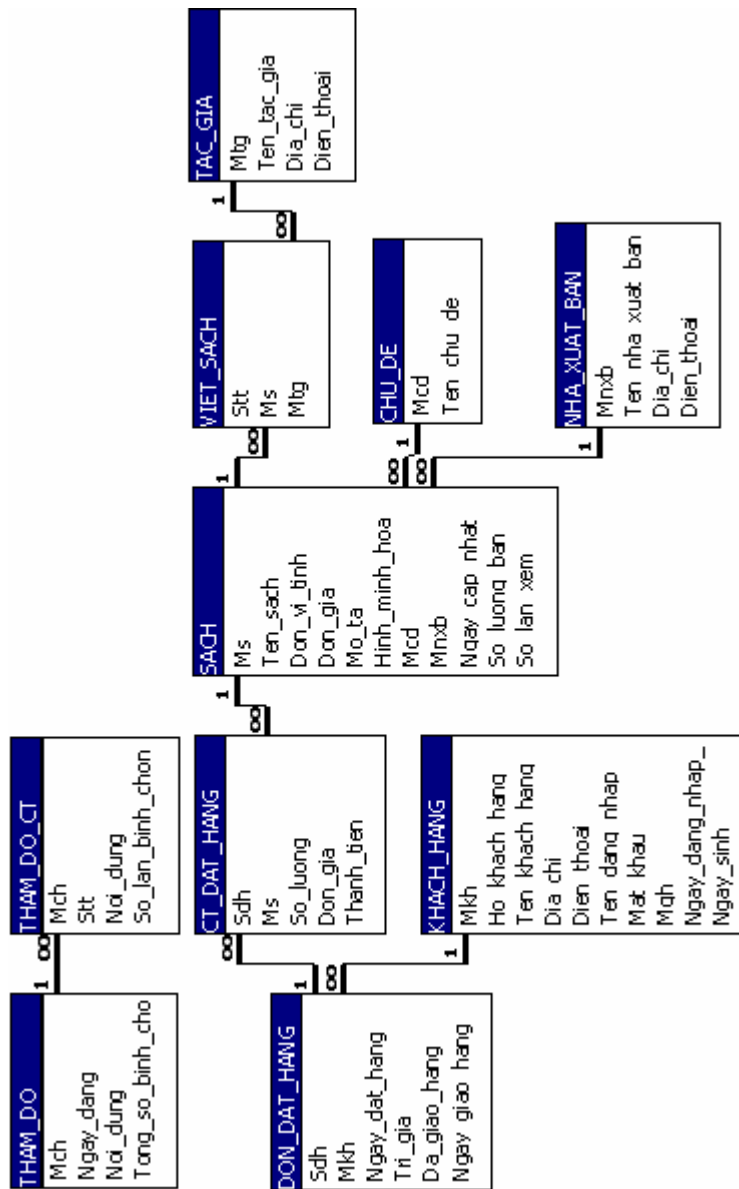 THAM_DO
Mch
Ngay_dang
Noi_dung
Tong_so_binh_cho
1
∞
THAM_DO_CT
Mch
Stt
Noi_dung
So_lan_binh_chon
DON_DAT_HANG
Sdh
Mkh
Ngay_dat_hang
Tri_gia
Da_giao_hang
Ngay giao hang
1
∞
∞
1
CT_DAT_HANG
Sdh
Ms
So_luong
Don_gia
Thanh_tien
KHACH_HANG
Mkh
Ho khach hang
Ten khach hang
Dia chi
Dien thoai
Ten dang nhap
Mat khau
Mqh
Ngay_dang_nhap_
Ngay_sinh
∞
1
SACH
Ms
Ten_sach
Don_vi_tinh
Don_gia
Mo_ta
Hinh_minh_hoa
Mcd
Mnxb
Ngay cap nhat
So luong ban
So lan xem
1
∞
∞
1
∞
1
VIET_SACH
Stt
Ms
Mtg
∞
1
TAC_GIA
Mtg
Ten_tac_gia
Dia_chi
Dien_thoai
CHU_DE
Mcd
Ten chu de
NHA_XUAT_BAN
Mnxb
Ten nha xuat ban
Dia_chi
Dien_thoai